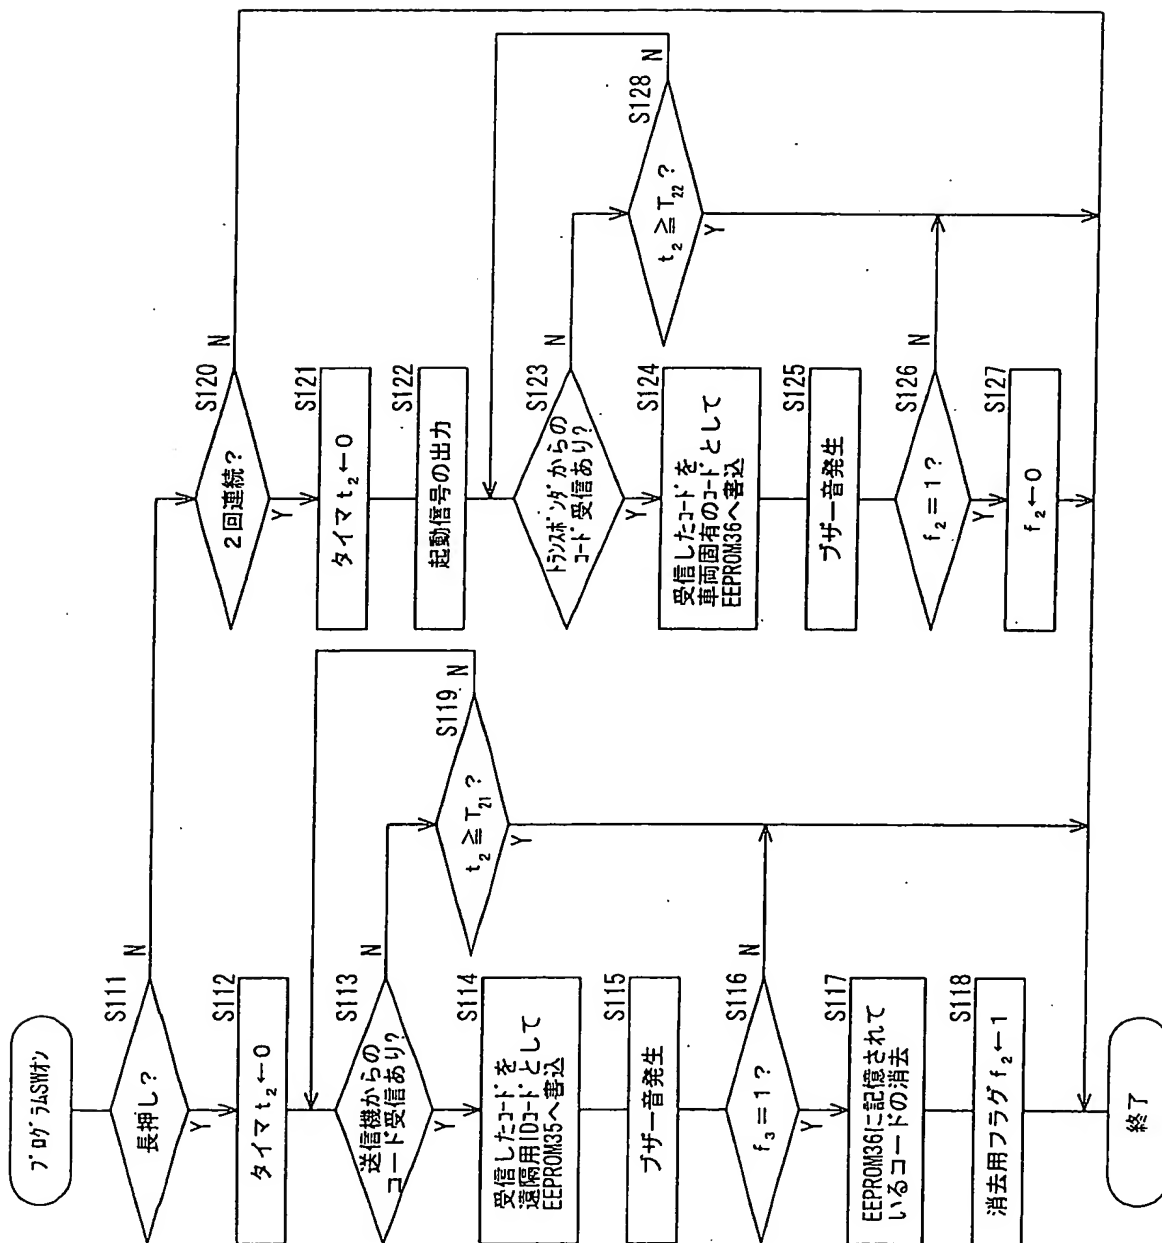 プログラムSWオン
S111
長押し?
N
Y
S112
タイマ t₂←0
S113
送信機からの
コード受信あり?
N
Y
S119
t₂≧T₂₁?
N
Y
S114
受信したコードを
遠隔用IDコードとして
EEPROM35へ書込
S115
ブザー音発生
S116
f₃=1?
N
Y
S117
EEPROM36に記憶されて
いるコードの消去
S118
消去用フラグ f₂←1
終了
S120
2回連続?
N
Y
S121
タイマ t₂←0
S122
起動信号の出力
S123
トランスポンダからの
コード受信あり?
N
Y
S128
t₂≧T₂₂?
N
Y
S124
受信したコードを
車両固有のコードとして
EEPROM36へ書込
S125
ブザー音発生
S126
f₂=1?
N
Y
S127
f₂←0